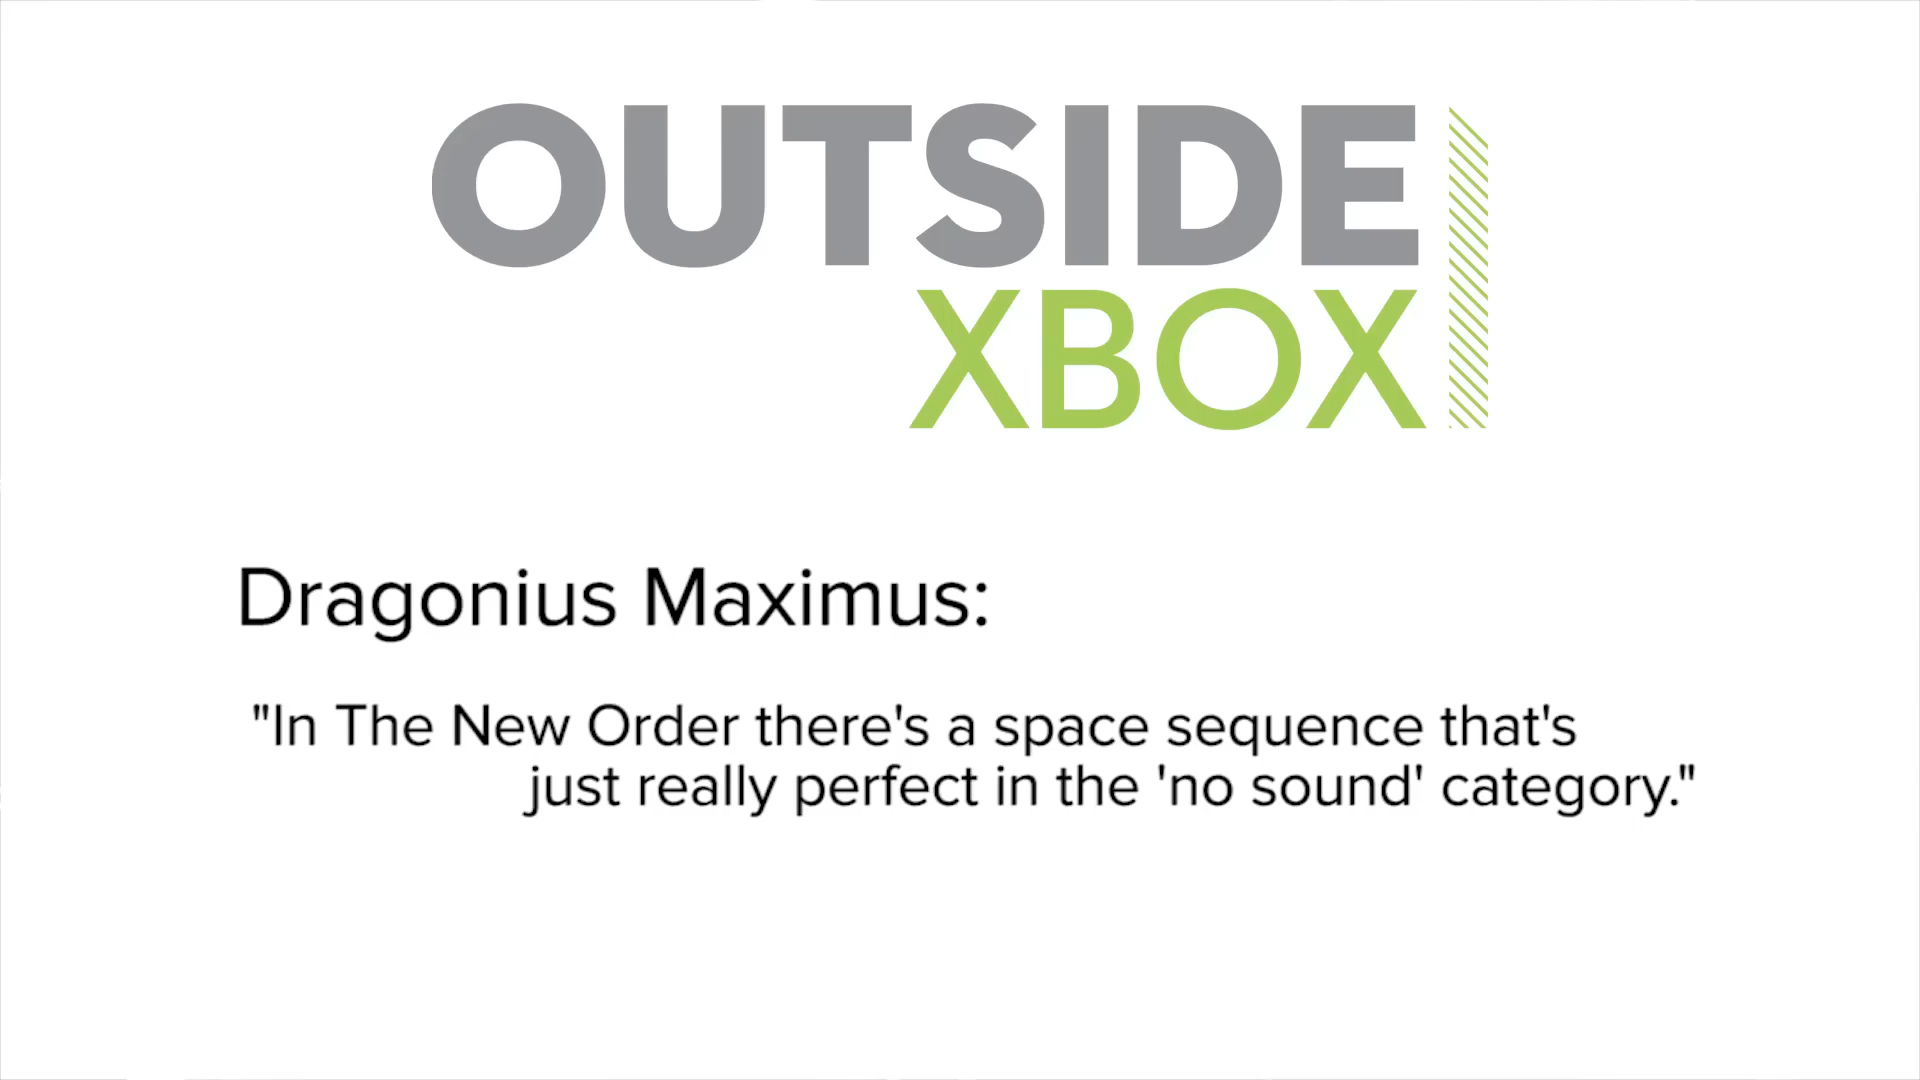 OUTSIDE
XBOX
Dragonius Maximus:
"In The New Order there's a space sequence that's
just really perfect in the 'no sound' category."